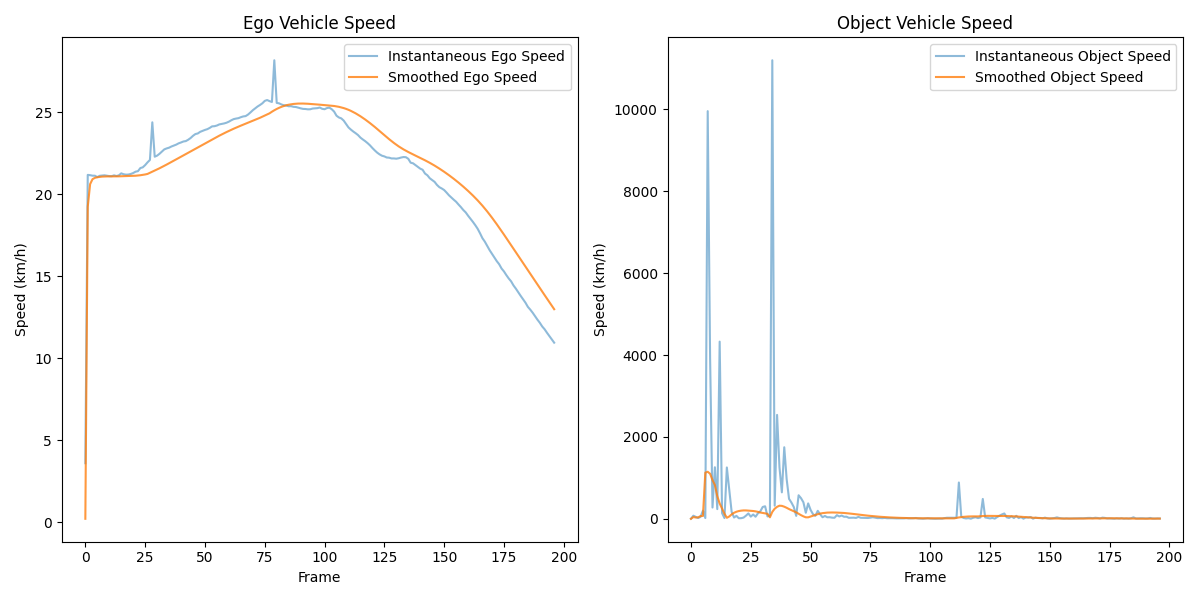 Ego Vehicle Speed
Instantaneous Ego Speed
Smoothed Ego Speed
25
20
15
10
5
0
Speed (km/h)
0 25 50 75 100 125 150 175 200
Frame
Object Vehicle Speed
Instantaneous Object Speed
Smoothed Object Speed
10000
8000
6000
4000
2000
0
Speed (km/h)
0 25 50 75 100 125 150 175 200
Frame